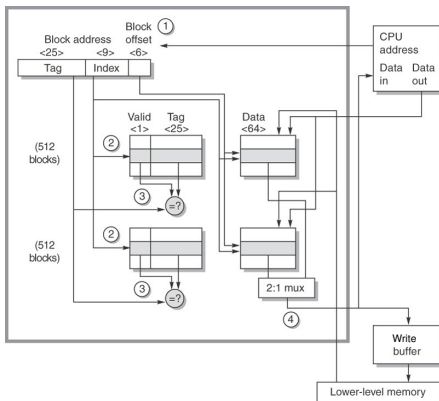 Block address
<25>
<9>
Block
offset
<6>
1
Tag
Index
CPU
address
Data
in
Data
out
Valid
<1>
Tag
<25>
Data
<64>
(512
blocks)
2
3
=?
(512
blocks)
2
3
=?
2:1 mux
4
Write
buffer
Lower-level memory